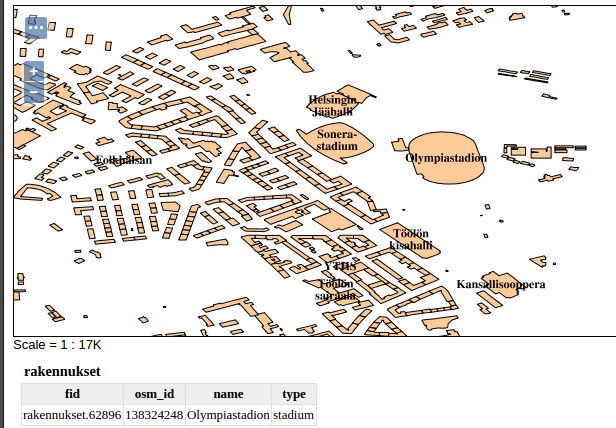 ...
+
−
Helsingin
Jäähalli
Sonera-
stadium
Folkhälsan
Olympiastadion
Töölön
kisahalli
YTHS
Töölön
sairaala
Kansallisooppera
Scale = 1 : 17K
rakennukset
fid osm_id name type
rakennukset.62896 138324248 Olympiastadion stadium